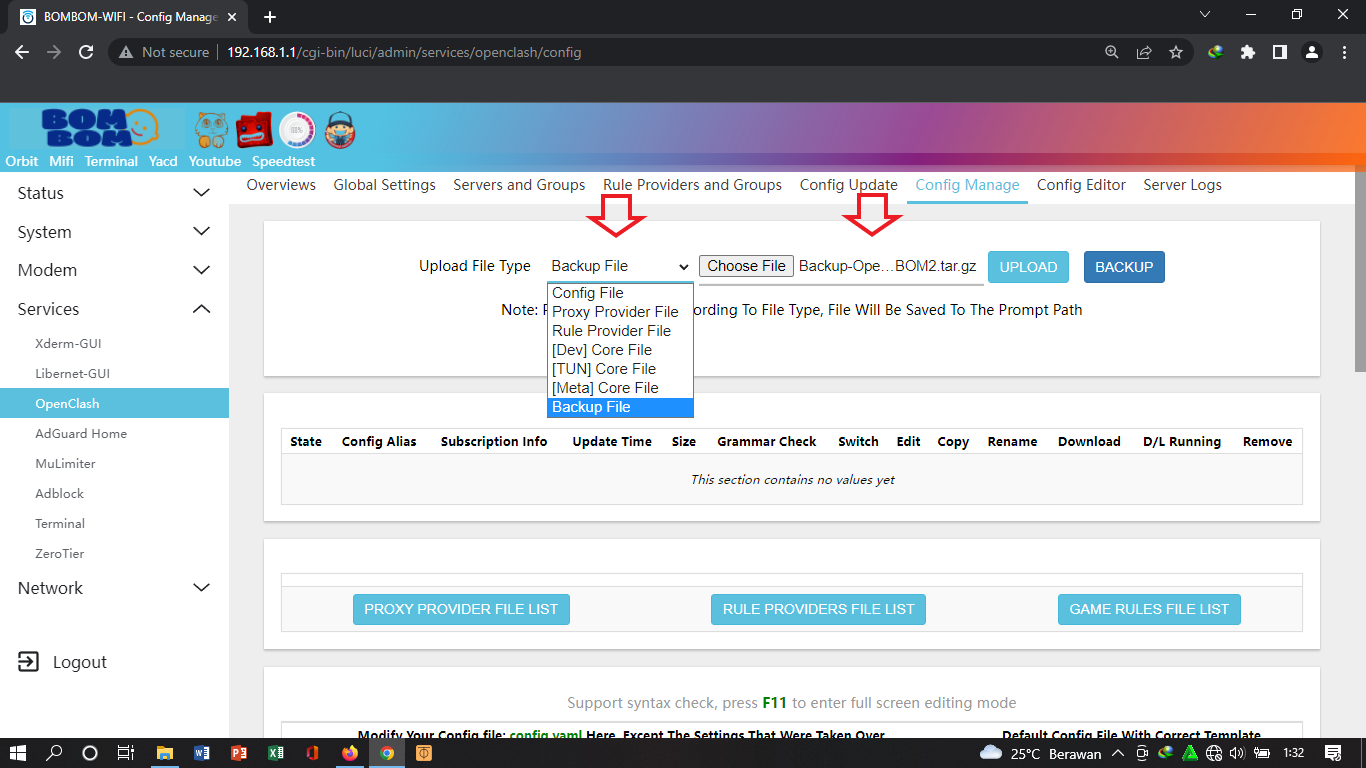 BOMBOM-WIFI - Config Manage
Not secure
192.168.1.1/cgi-bin/luci/admin/services/openclash/config
BOM
BOM
Orbit Mifi Terminal Yacd Youtube Speedtest
Overviews Global Settings Servers and Groups Rule Providers and Groups Config Update Config Manage Config Editor Server Logs
Status
System
Modem
Services
Xderm-GUI
Libernet-GUI
OpenClash
AdGuard Home
MuLimiter
Adblock
Terminal
ZeroTier
Network
Logout
Upload File Type Backup File Choose File Backup-Ope…BOM2.tar.gz UPLOAD BACKUP
Config File
Proxy Provider File
Rule Provider File
[Dev] Core File
[TUN] Core File
[Meta] Core File
Backup File
Note: ording To File Type, File Will Be Saved To The Prompt Path
State Config Alias Subscription Info Update Time Size Grammar Check Switch Edit Copy Rename Download D/L Running Remove
This section contains no values yet
PROXY PROVIDER FILE LIST RULE PROVIDERS FILE LIST GAME RULES FILE LIST
Support syntax check, press F11 to enter full screen editing mode
Modify Your Config file: config.yaml Here, Except The Settings That Were Taken Over
Default Config File With Correct Template
25°C Berawan 1:32